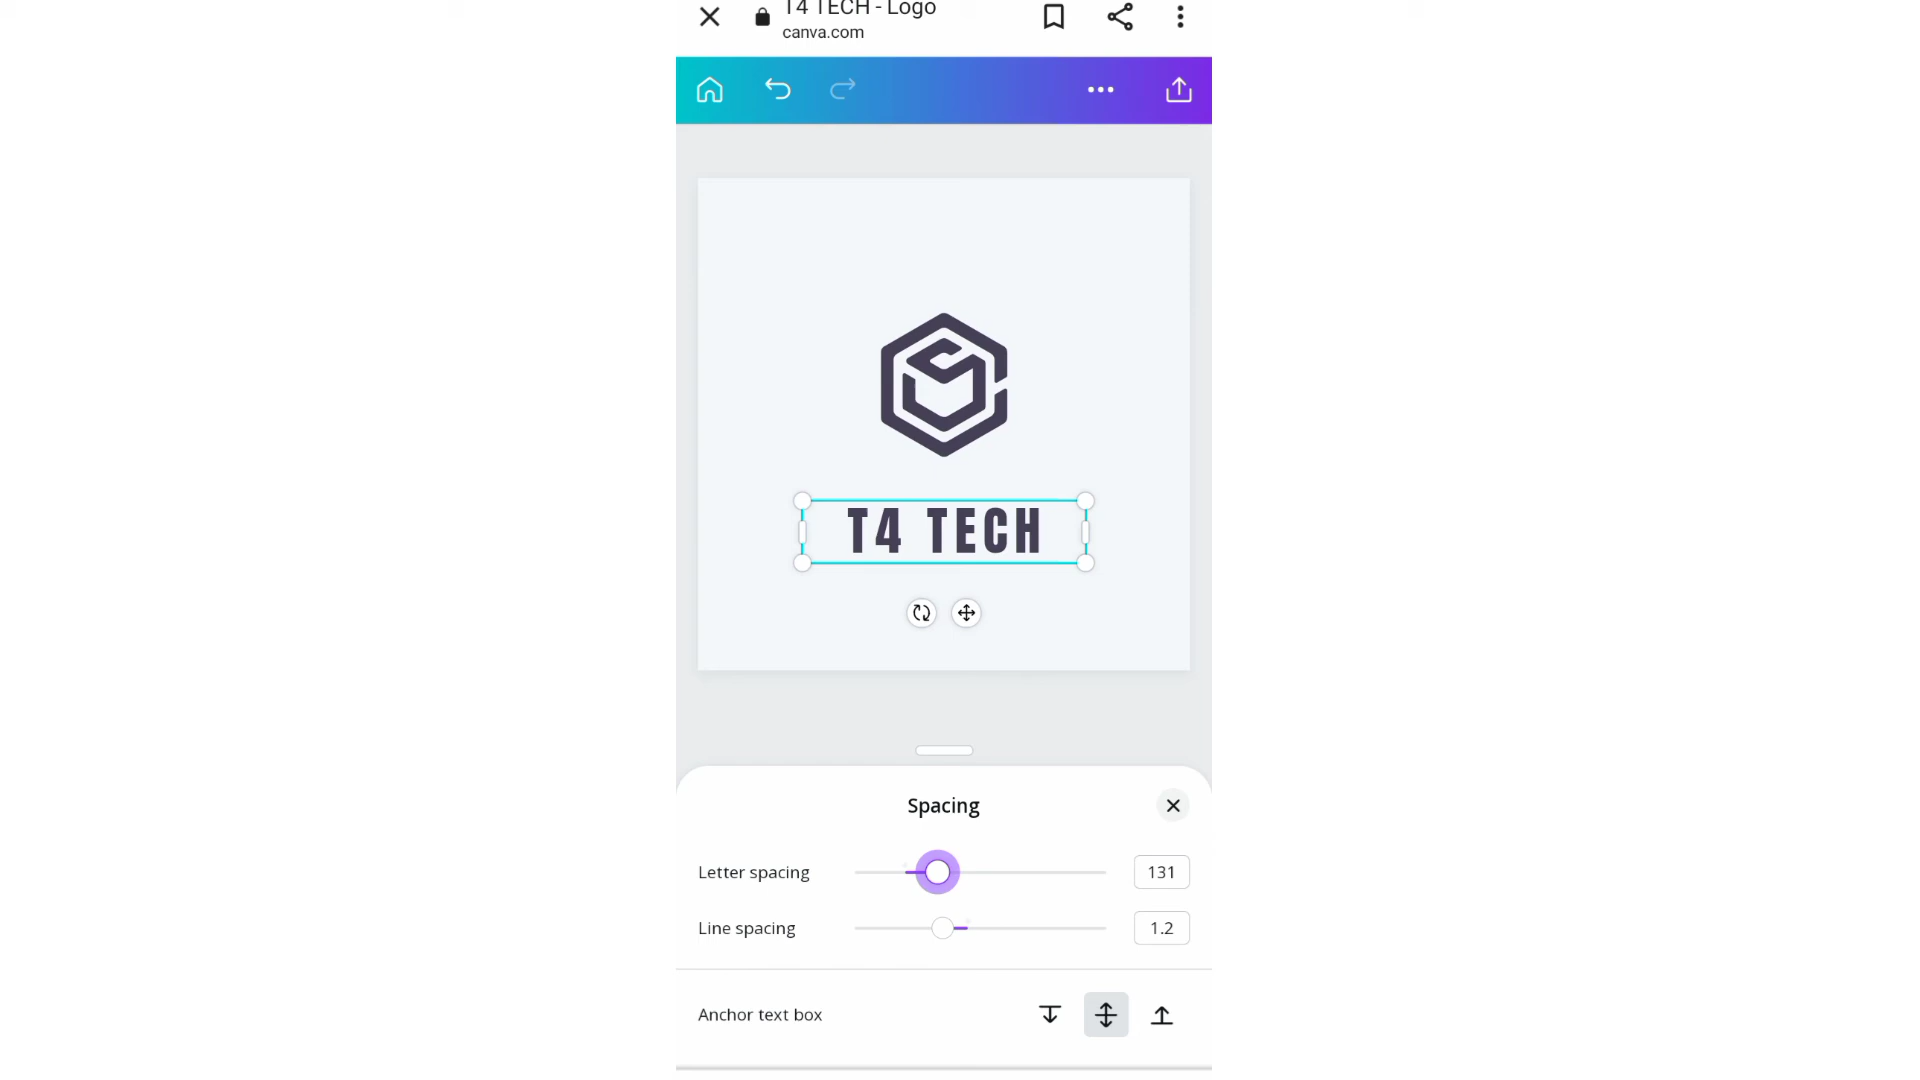 T4 TECH - Logo
canva.com
T4 TECH
Spacing
Letter spacing 131
Line spacing 1.2
Anchor text box